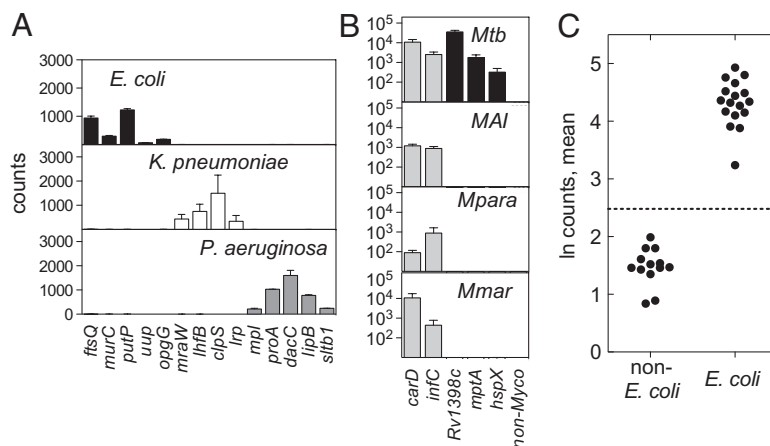 A
B
C
E. coli
K. pneumoniae
P. aeruginosa
counts
3000
2000
1000
3000
2000
1000
3000
2000
1000
0
ftsQ
murC
putP
uup
opgG
mraW
lhfB
clpS
lrp
mpl
proA
dacC
lipB
sltb1
Mtb
MAI
Mpara
Mmar
10^5
10^4
10^3
10^2
10^5
10^4
10^3
10^2
10^5
10^4
10^3
10^2
10^5
10^4
10^3
10^2
carD
infC
Rv1398c
mptA
hspX
non-Myco
ln counts, mean
5
4
3
2
1
0
non-
E. coli
E. coli